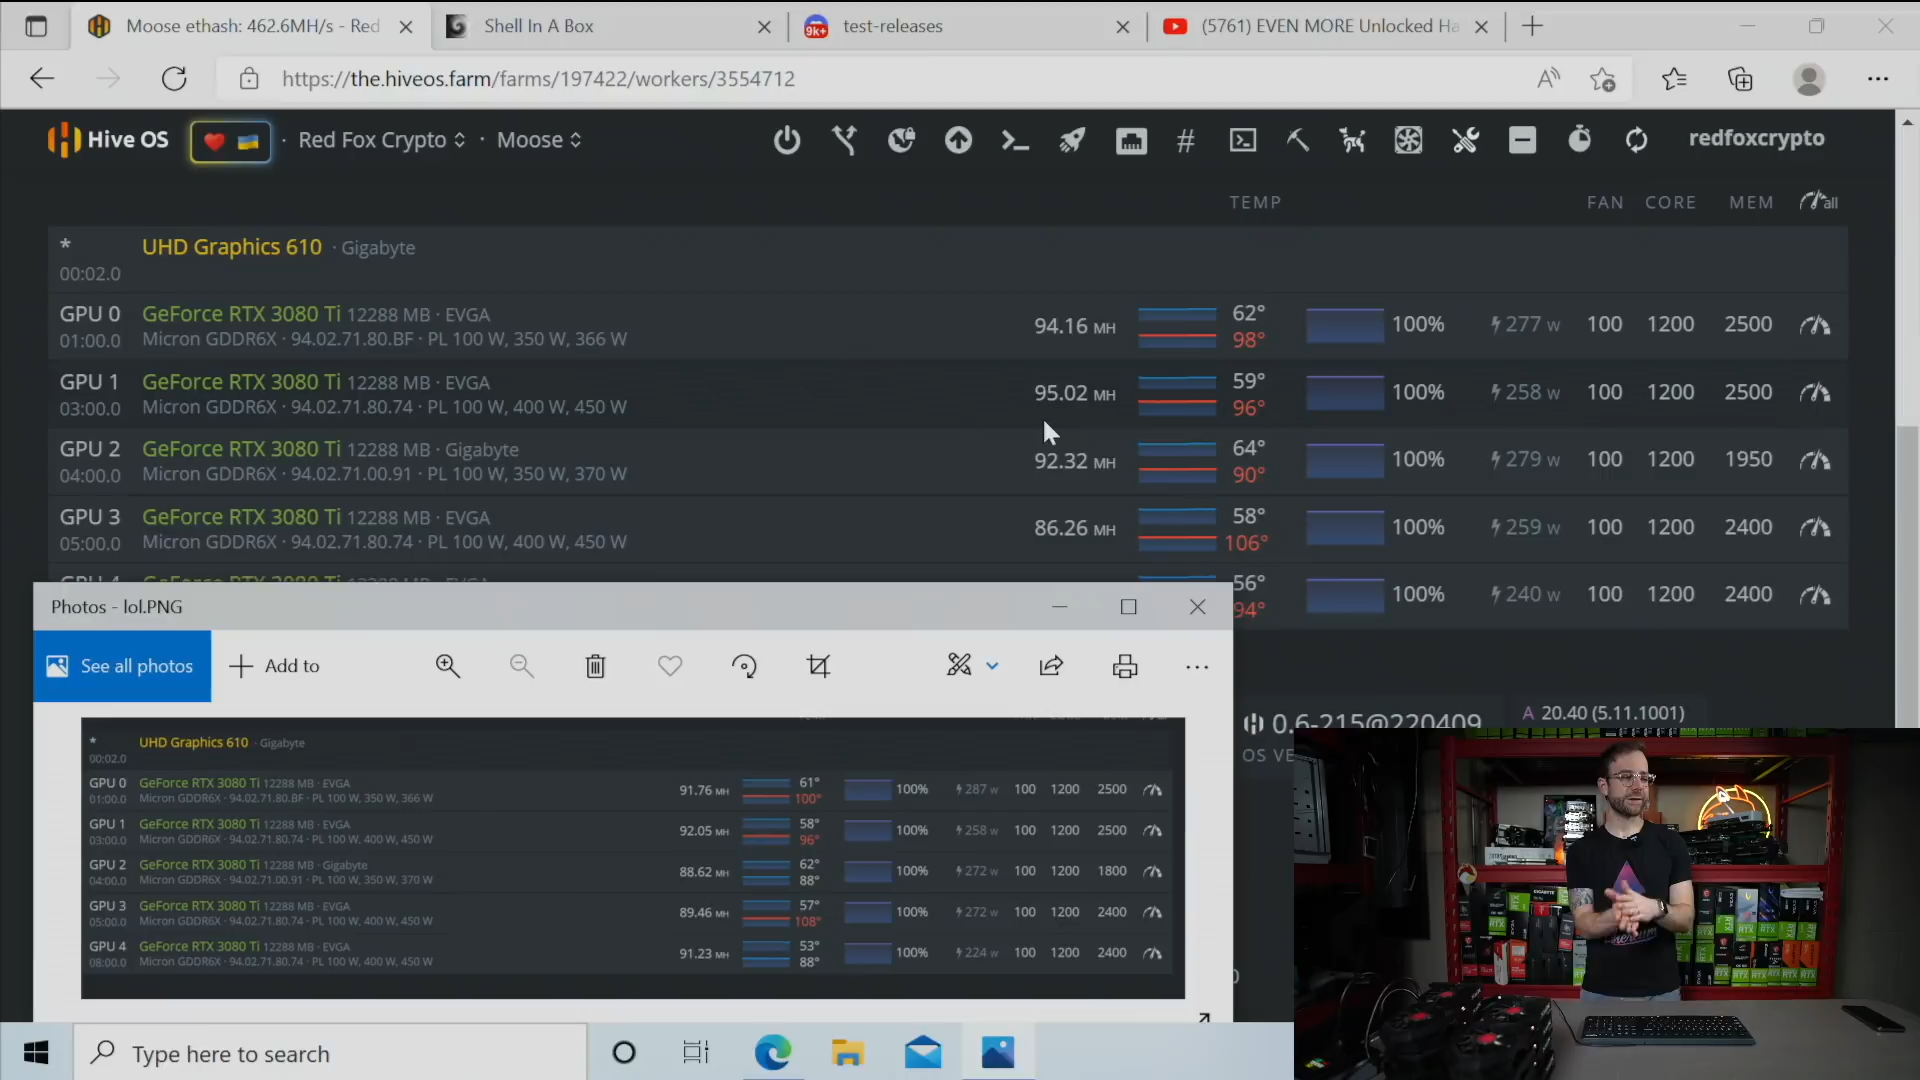 Moose ethash: 462.6MH/s - Red
Shell In A Box
9k+
test-releases
(5761) EVEN MORE Unlocked Ha
https://the.hiveos.farm/farms/197422/workers/3554712
Hive OS
· Red Fox Crypto · Moose
redfoxcrypto
TEMP FAN CORE MEM all
* UHD Graphics 610 · Gigabyte
00:02.0
GPU 0 GeForce RTX 3080 Ti 12288 MB · EVGA 94.16 MH 62° 100% 277 W 100 1200 2500
01:00.0 Micron GDDR6X · 94.02.71.80.BF · PL 100 W, 350 W, 366 W 98°
GPU 1 GeForce RTX 3080 Ti 12288 MB · EVGA 95.02 MH 59° 100% 258 W 100 1200 2500
03:00.0 Micron GDDR6X · 94.02.71.80.74 · PL 100 W, 400 W, 450 W 96°
GPU 2 GeForce RTX 3080 Ti 12288 MB · Gigabyte 92.32 MH 64° 100% 279 W 100 1200 1950
04:00.0 Micron GDDR6X · 94.02.71.00.91 · PL 100 W, 350 W, 370 W 90°
GPU 3 GeForce RTX 3080 Ti 12288 MB · EVGA 86.26 MH 58° 100% 259 W 100 1200 2400
05:00.0 Micron GDDR6X · 94.02.71.80.74 · PL 100 W, 400 W, 450 W 106°
GPU 4 GeForce RTX 3080 Ti 12288 MB · EVGA 56° 100% 240 W 100 1200 2400
94°
Photos - lol.PNG
See all photos
Add to
* UHD Graphics 610 · Gigabyte
00:02.0
GPU 0 GeForce RTX 3080 Ti 12288 MB · EVGA 91.76 MH 61° 100% 287 W 100 1200 2500
01:00.0 Micron GDDR6X · 94.02.71.80.BF · PL 100 W, 350 W, 366 W 100°
GPU 1 GeForce RTX 3080 Ti 12288 MB · EVGA 92.05 MH 58° 100% 258 W 100 1200 2500
03:00.0 Micron GDDR6X · 94.02.71.80.74 · PL 100 W, 400 W, 450 W 96°
GPU 2 GeForce RTX 3080 Ti 12288 MB · Gigabyte 88.62 MH 62° 100% 272 W 100 1200 1800
04:00.0 Micron GDDR6X · 94.02.71.00.91 · PL 100 W, 350 W, 370 W 88°
GPU 3 GeForce RTX 3080 Ti 12288 MB · EVGA 89.46 MH 57° 100% 272 W 100 1200 2400
05:00.0 Micron GDDR6X · 94.02.71.80.74 · PL 100 W, 400 W, 450 W 108°
GPU 4 GeForce RTX 3080 Ti 12288 MB · EVGA 91.23 MH 53° 100% 224 W 100 1200 2400
08:00.0 Micron GDDR6X · 94.02.71.80.74 · PL 100 W, 400 W, 450 W 88°
0.6-215@220409
A 20.40 (5.11.1001)
OS VE
Type here to search